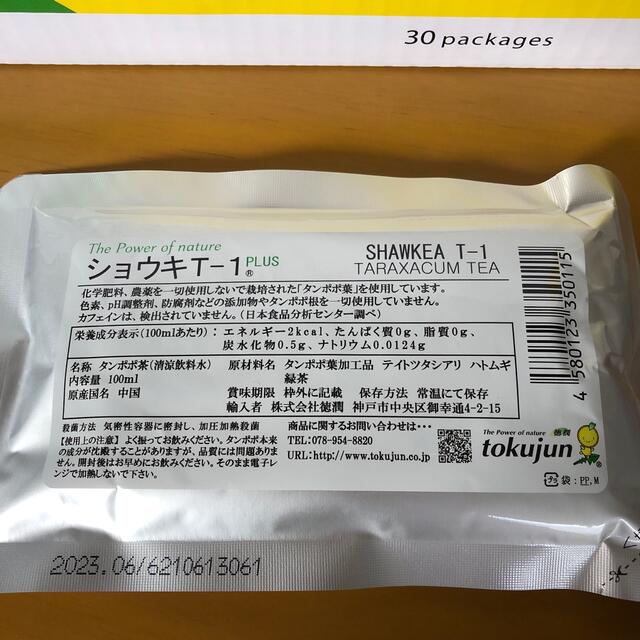 30 packages
The Power of nature
ショウキT-1® PLUS
SHAWKEA T-1
TARAXACUM TEA
化学肥料、農薬を一切使用しないで栽培された「タンポポ葉」を使用しています。
色素、pH調整剤、防腐剤などの添加物やタンポポ根を一切使用していません。
カフェインは、検出されていません。(日本食品分析センター調べ)
栄養成分表示(100mlあたり):エネルギー2kcal、たんぱく質0g、脂質0g、
炭水化物0.5g、ナトリウム0.0124g
名称 タンポポ茶(清涼飲料水)
内容量 100ml
原産国名 中国
原材料名 タンポポ葉加工品 テイトツタシアリ ハトムギ
緑茶
賞味期限 枠外に記載 保存方法 常温にて保存
輸入者 株式会社徳潤 神戸市中央区御幸通4-2-15
殺菌方法 気密性容器に密封し、加圧加熱殺菌
【使用上の注意】よく振ってお飲みください。タンポポ本来
の成分が沈殿することがありますが、品質には問題ありま
せん。開封後はお早めにお飲みください。そのまま電子レ
ンジで加熱しないで下さい。
商品に関するお問い合わせは・・・
TEL:078-954-8820
URL:http://www.tokujun.co.jp
The Power of nature 徳潤
tokujun®
プラ 袋:PP,M
4 580123 350115
2023.06/6210613061